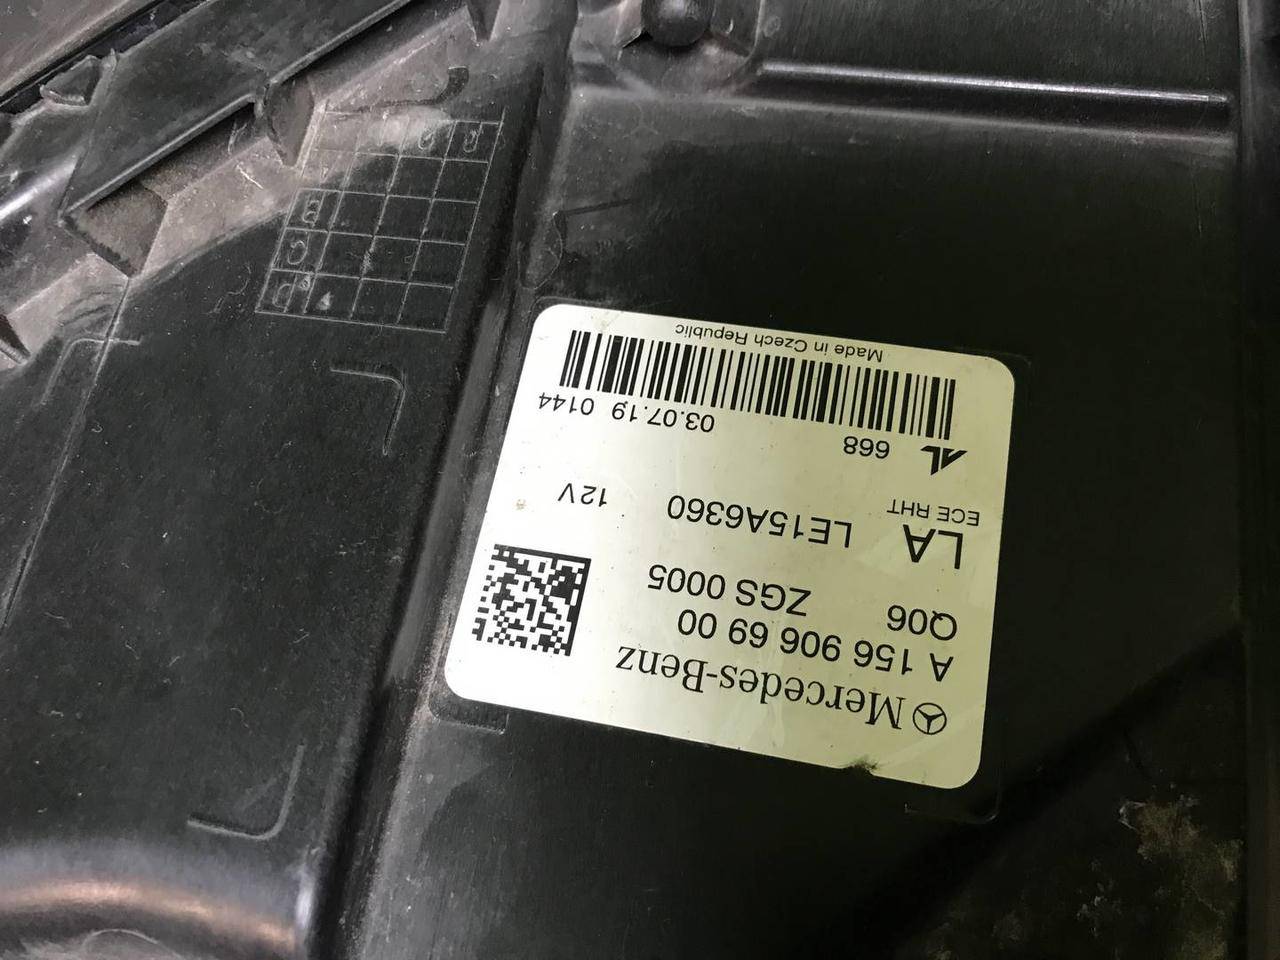 Mercedes-Benz
A 156 906 69 00
Q06 ZGS 0005
LA LE15A6360 12V
ECE RHT
AL 668 03.07.19 0144
Made in Czech Republic
D
C
B